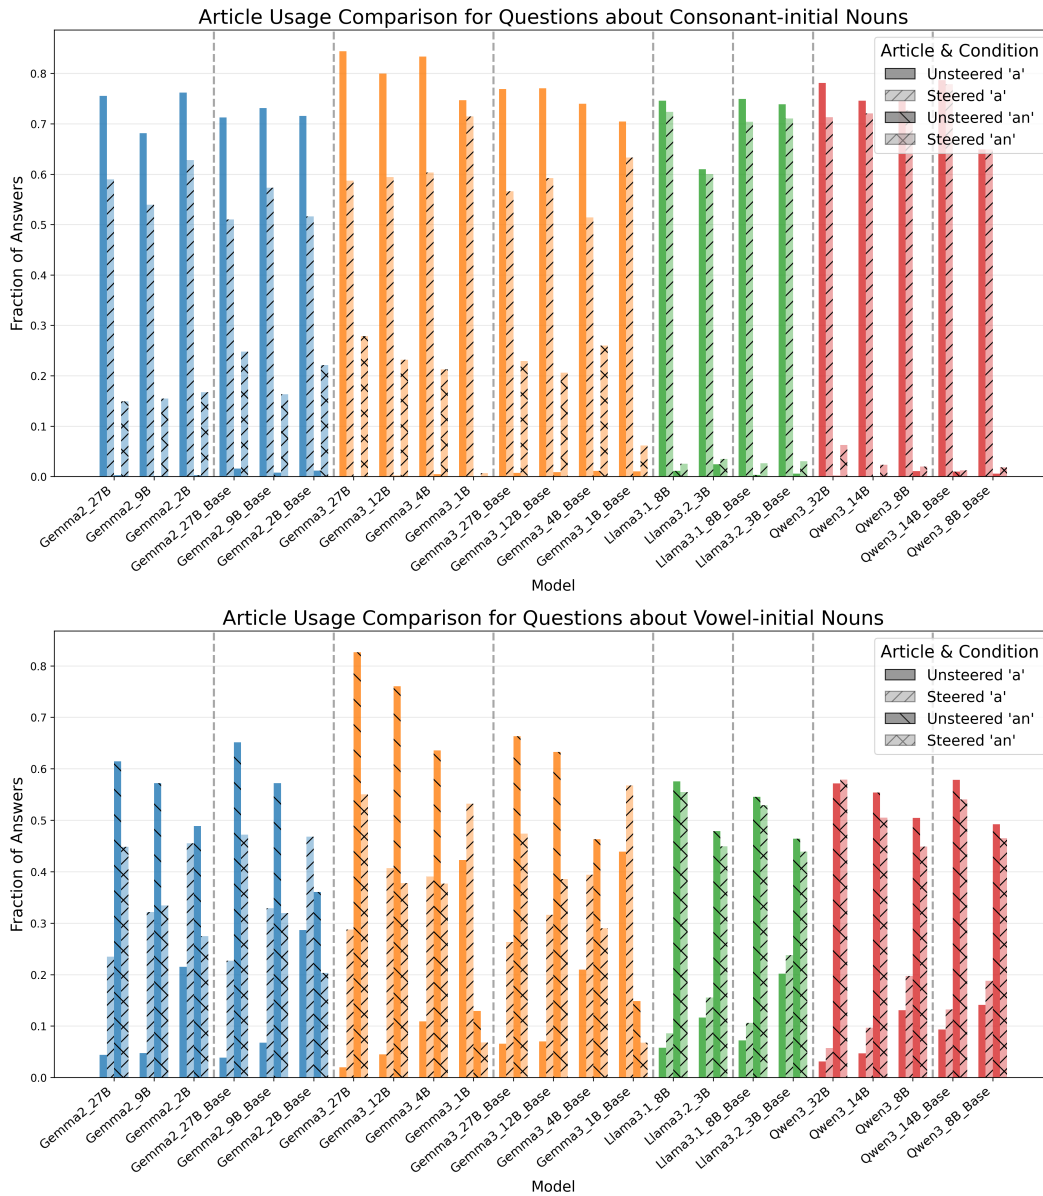 Article Usage Comparison for Questions about Consonant-initial Nouns
Article & Condition
Unsteered 'a'
Steered 'a'
Unsteered 'an'
Steered 'an'
Fraction of Answers
0.8
0.7
0.6
0.5
0.4
0.3
0.2
0.1
0.0
Gemma2_27B
Gemma2_9B
Gemma2_2B
Gemma2_27B_Base
Gemma2_9B_Base
Gemma2_2B_Base
Gemma3_27B
Gemma3_12B
Gemma3_4B
Gemma3_1B
Gemma3_27B_Base
Gemma3_12B_Base
Gemma3_4B_Base
Gemma3_1B_Base
Llama3.1_8B
Llama3.2_3B
Llama3.1_8B_Base
Llama3.2_3B_Base
Qwen3_32B
Qwen3_14B
Qwen3_8B
Qwen3_14B_Base
Qwen3_8B_Base
Model
Article Usage Comparison for Questions about Vowel-initial Nouns
Article & Condition
Unsteered 'a'
Steered 'a'
Unsteered 'an'
Steered 'an'
Fraction of Answers
0.8
0.7
0.6
0.5
0.4
0.3
0.2
0.1
0.0
Gemma2_27B
Gemma2_9B
Gemma2_2B
Gemma2_27B_Base
Gemma2_9B_Base
Gemma2_2B_Base
Gemma3_27B
Gemma3_12B
Gemma3_4B
Gemma3_1B
Gemma3_27B_Base
Gemma3_12B_Base
Gemma3_4B_Base
Gemma3_1B_Base
Llama3.1_8B
Llama3.2_3B
Llama3.1_8B_Base
Llama3.2_3B_Base
Qwen3_32B
Qwen3_14B
Qwen3_8B
Qwen3_14B_Base
Qwen3_8B_Base
Model